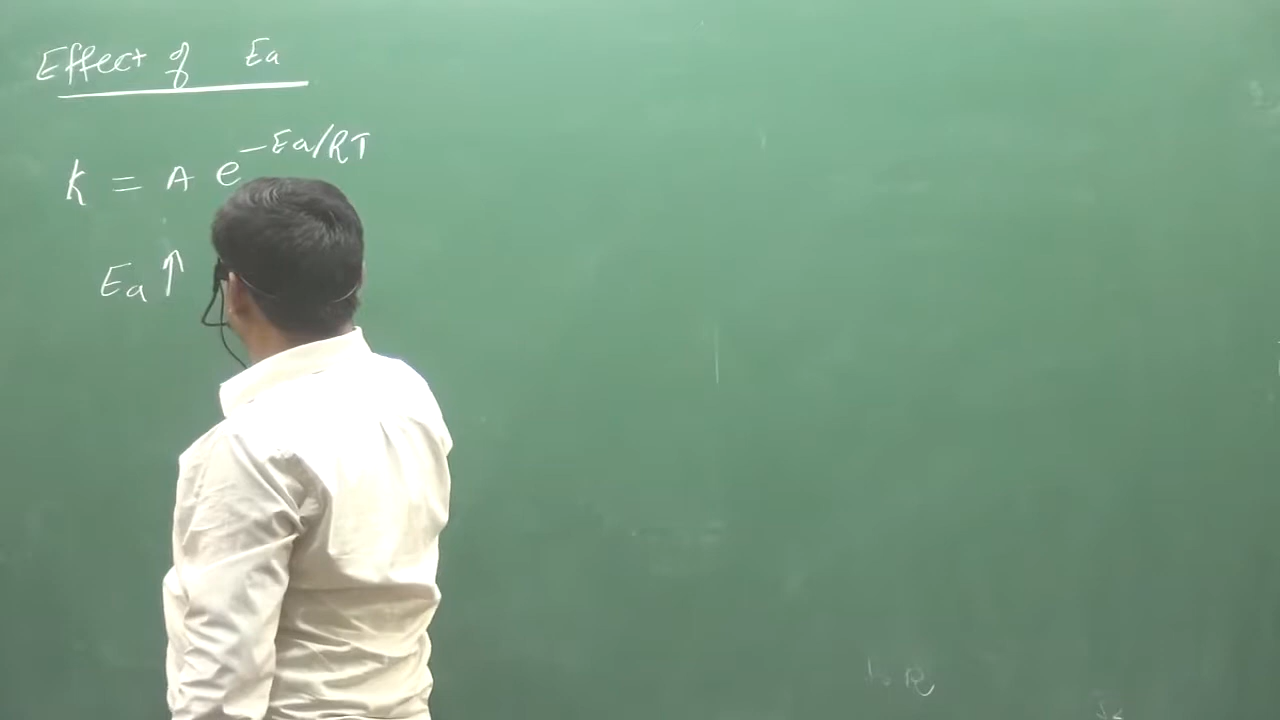 Effect of Ea
K = A e^-Ea/RT
Ea ↑